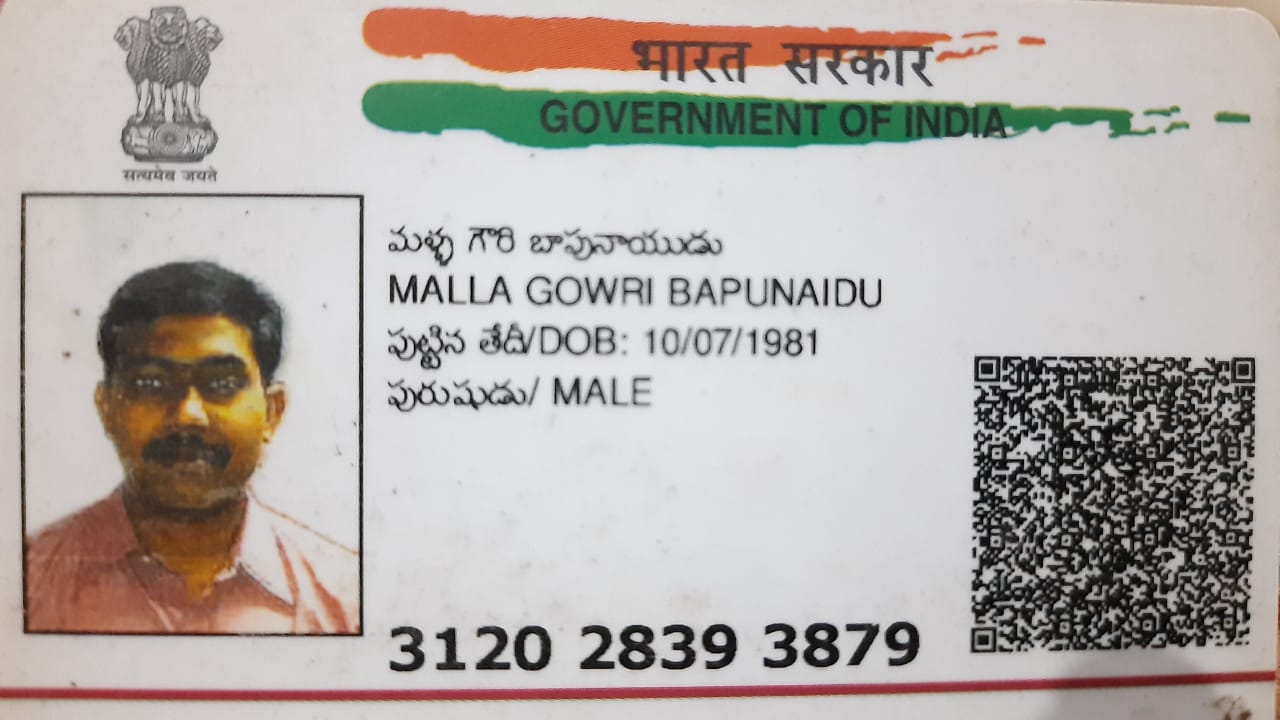 भारत सरकार
GOVERNMENT OF INDIA
सत्यमेव जयते
మళ్ళ గౌరి బాపునాయుడు
MALLA GOWRI BAPUNAIDU
పుట్టిన తేదీ/DOB: 10/07/1981
పురుషుడు/ MALE
3120 2839 3879